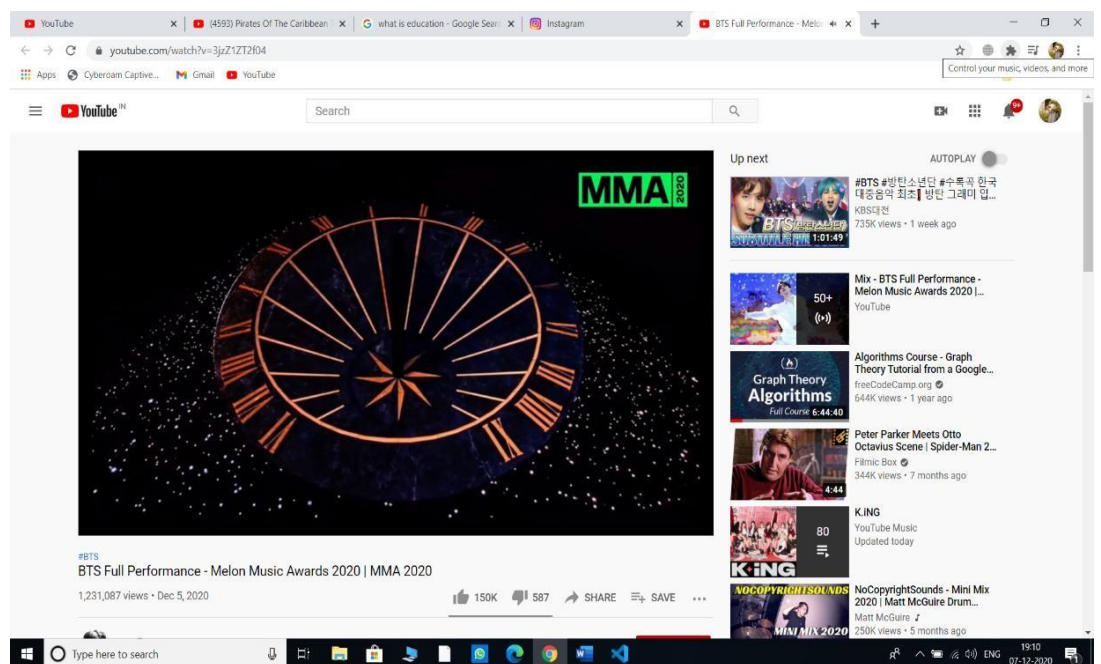 YouTube
(4593) Pirates Of The Caribbean
what is education - Google Sear
Instagram
BTS Full Performance - Melo
youtube.com/watch?v=3jzZ1ZT2f04
Control your music, videos, and more
Apps
Cyberoam Captive...
Gmail
YouTube
YouTube IN
Search
9+
MMA 2020
Up next
AUTOPLAY
BTS
1:01:49
#BTS #방탄소년단 #수록곡 한국
대중음악 최초 방탄 그래미 입...
KBS대전
735K views • 1 week ago
50+
Mix - BTS Full Performance -
Melon Music Awards 2020 |...
YouTube
Graph Theory
Algorithms
Full Course 6:44:40
Algorithms Course - Graph
Theory Tutorial from a Google...
freeCodeCamp.org
644K views • 1 year ago
4:44
Peter Parker Meets Otto
Octavius Scene | Spider-Man 2...
Filmic Box
344K views • 7 months ago
K·iNG
80
K.iNG
YouTube Music
Updated today
NOCOPYRIGHTSOUNDS
MINI MIX 2020
NoCopyrightSounds - Mini Mix
2020 | Matt McGuire Drum...
Matt McGuire
250K views • 5 months ago
#BTS
BTS Full Performance - Melon Music Awards 2020 | MMA 2020
1,231,087 views • Dec 5, 2020
150K
587
SHARE
SAVE
Type here to search
ENG
19:10
07-12-2020